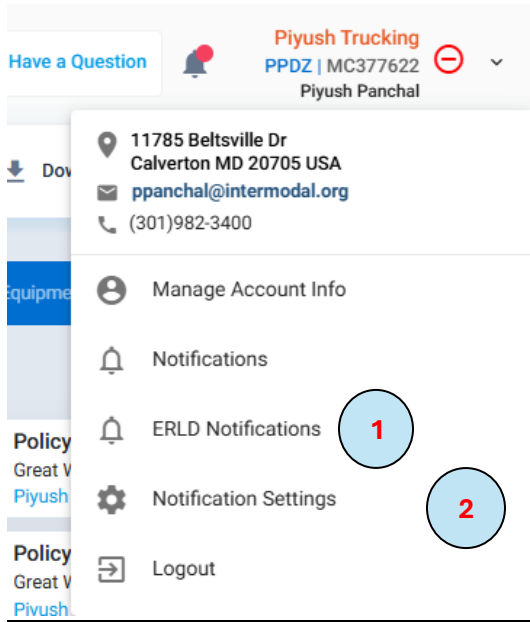 Have a Question
Piyush Trucking
PPDZ | MC377622
Piyush Panchal
11785 Beltsville Dr
Calverton MD 20705 USA
ppanchal@intermodal.org
(301)982-3400
Manage Account Info
Notifications
ERLD Notifications
1
Notification Settings
2
Logout
Policy
Great
Piyush
Policy
Great
Piyush